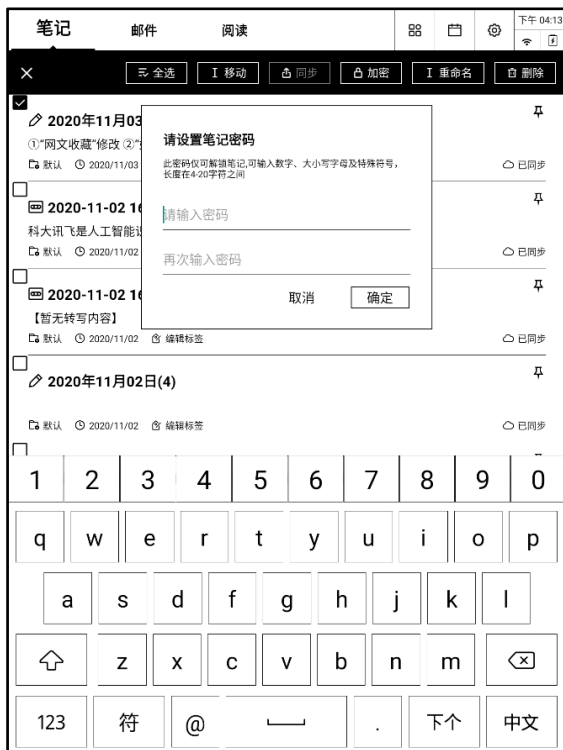 笔记 邮件 阅读 下午 04:13
全选 移动 同步 加密 重命名 删除
2020年11月03
①“网文收藏”修改 ②“
默认 2020/11/03 已同步
请设置笔记密码
此密码仅可解锁笔记,可输入数字、大小写字母及特殊符号,
长度在4-20字符之间
请输入密码
再次输入密码
取消 确定
2020-11-02 16
科大讯飞是人工智能
默认 2020/11/02 已同步
2020-11-02 16
【暂无转写内容】
默认 2020/11/02 编辑标签 已同步
2020年11月02日(4)
默认 2020/11/02 编辑标签 已同步
1 2 3 4 5 6 7 8 9 0
q w e r t y u i o p
a s d f g h j k l
z x c v b n m
123 符 @ . 下个 中文